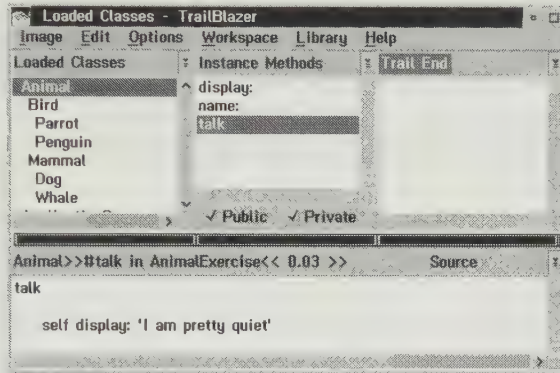 Loaded Classes - TrailBlazer
Image Edit Options Workspace Library Help
Loaded Classes
Instance Methods
Trail End
Animal
Bird
Parrot
Penguin
Mammal
Dog
Whale
display:
name:
talk
✓ Public ✓ Private
Animal>>#talk in AnimalExercise<< 0.03 >> Source
talk
self display: 'I am pretty quiet'